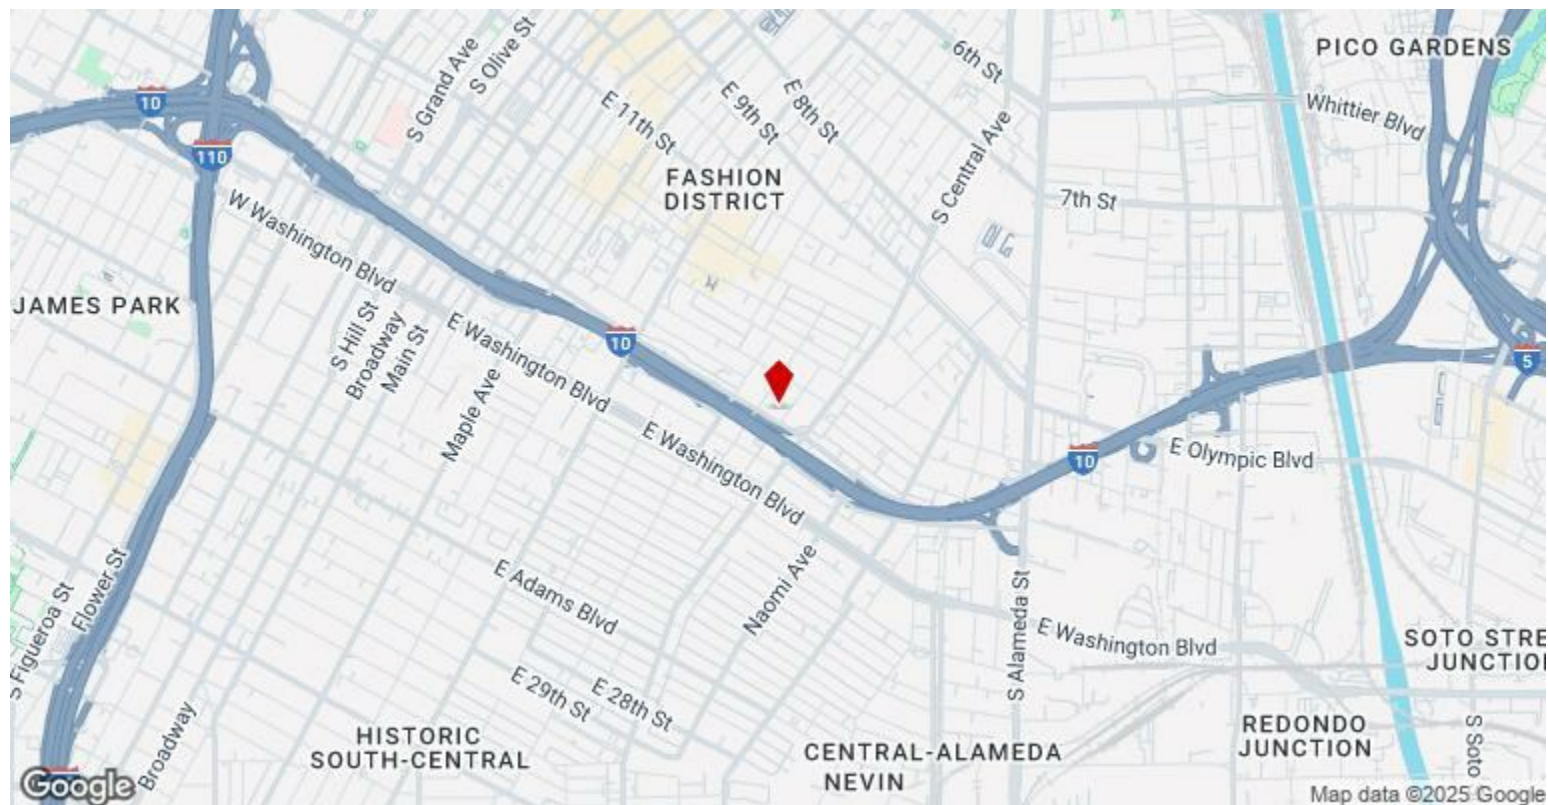 PICO GARDENS
6th St
S Olive St
S Grand Ave
10
E 11th St
E 9th St
E 8th St
Whittier Blvd
110
S Central Ave
FASHION
DISTRICT
7th St
W Washington Blvd
JAMES PARK
S Hill St
Broadway
Main St
E Washington Blvd
10
5
Maple Ave
E Washington Blvd
10
E Olympic Blvd
Naomi Ave
E Adams Blvd
S Alameda St
Flower St
S Figueroa St
E Washington Blvd
SOTO STRE
JUNCTIO
E 28th St
E 29th St
Broadway
HISTORIC
SOUTH-CENTRAL
CENTRAL-ALAMEDA
NEVIN
REDONDO
JUNCTION
S Soto
Google
Map data ©2025 Google